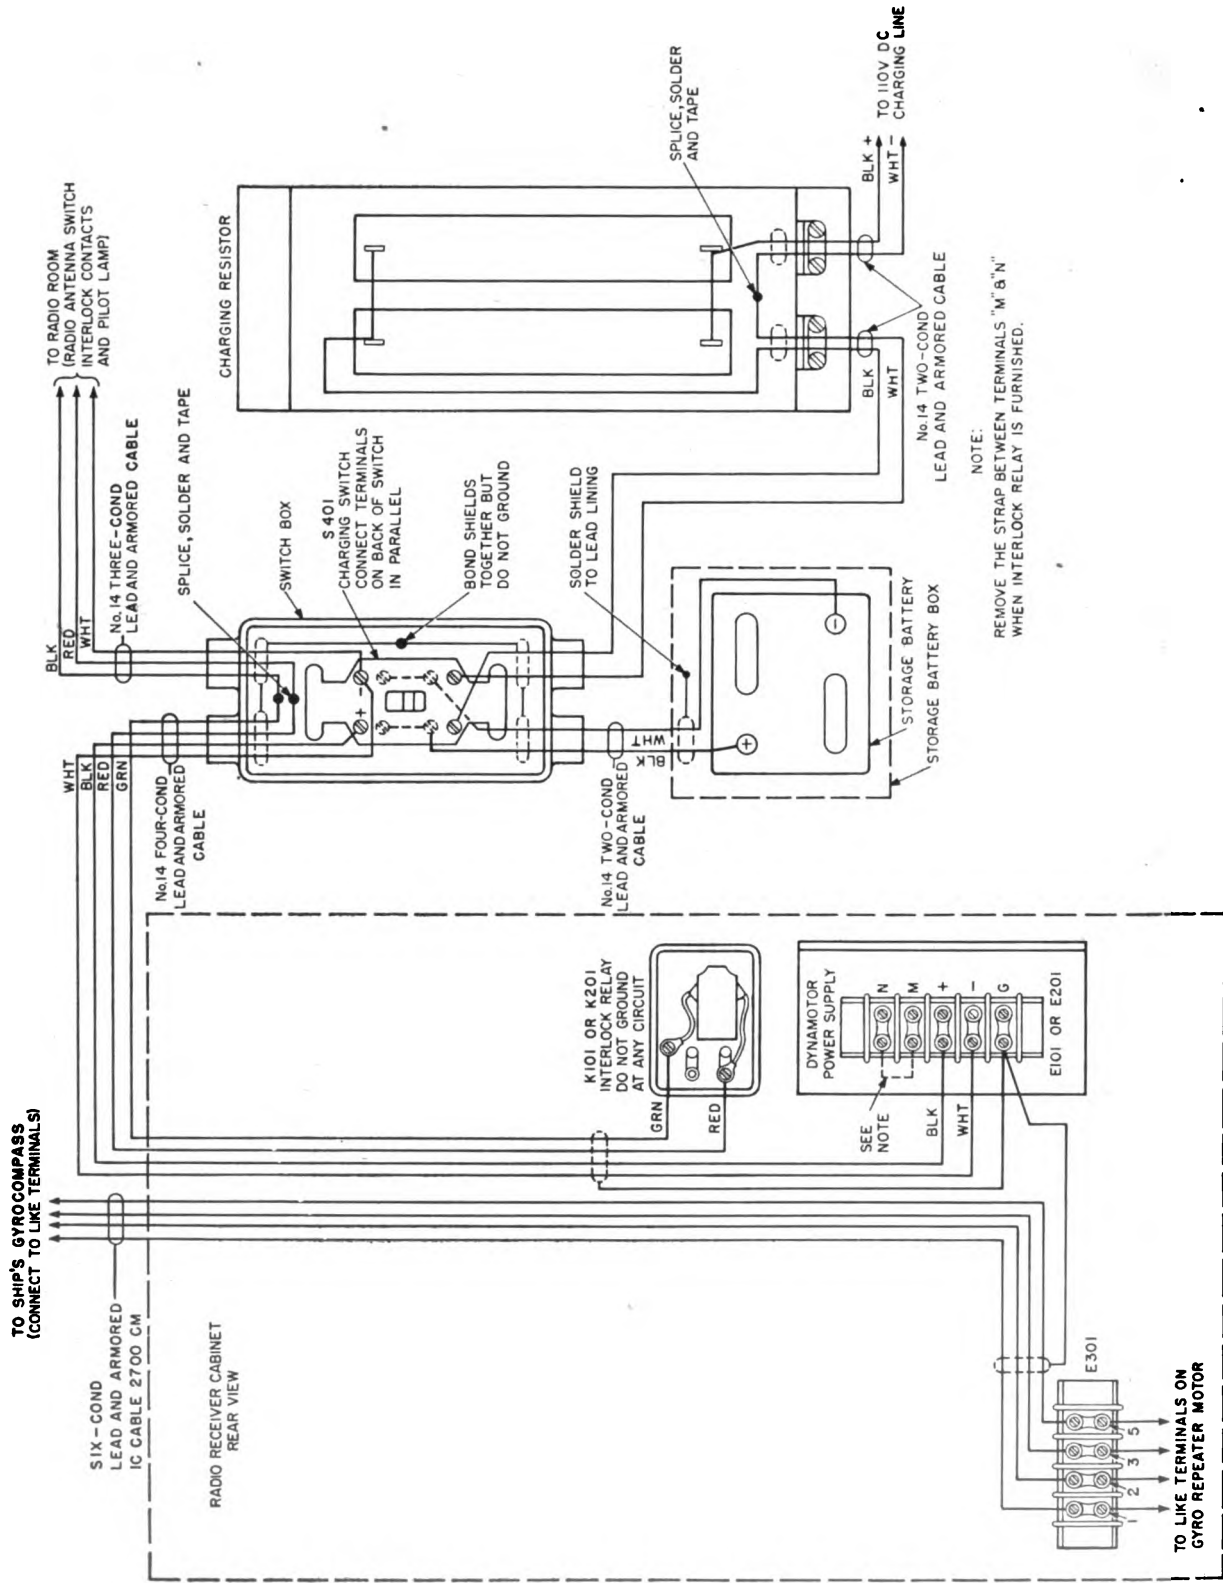 TO SHIP'S GYROCOMPASS
(CONNECT TO LIKE TERMINALS)
SIX-COND
LEAD AND ARMORED
IC CABLE 2700 CM
RADIO RECEIVER CABINET
REAR VIEW
E301
1
2
3
5
TO LIKE TERMINALS ON
GYRO REPEATER MOTOR
WHT
BLK
RED
GRN
No.14 FOUR-COND
LEAD AND ARMORED
CABLE
K101 OR K201
INTERLOCK RELAY
DO NOT GROUND
AT ANY CIRCUIT
GRN
RED
DYNAMOTOR
POWER SUPPLY
N
M
+
-
G
E101 OR E201
SEE
NOTE
BLK
WHT
BLK
RED
WHT
TO RADIO ROOM
(RADIO ANTENNA SWITCH
INTERLOCK CONTACTS
AND PILOT LAMP)
No.14 THREE-COND
LEAD AND ARMORED CABLE
SPLICE, SOLDER AND TAPE
SWITCH BOX
S401
CHARGING SWITCH
CONNECT TERMINALS
ON BACK OF SWITCH
IN PARALLEL
BOND SHIELDS
TOGETHER BUT
DO NOT GROUND
+
-
No.14 TWO-COND
LEAD AND ARMORED
CABLE
BLK
WHT
SOLDER SHIELD
TO LEAD LINING
+
-
STORAGE BATTERY
STORAGE BATTERY BOX
CHARGING RESISTOR
SPLICE, SOLDER
AND TAPE
BLK +
WHT -
TO 110V DC
CHARGING LINE
BLK
WHT
No.14 TWO-COND
LEAD AND ARMORED CABLE
NOTE:
REMOVE THE STRAP BETWEEN TERMINALS "M" & "N"
WHEN INTERLOCK RELAY IS FURNISHED.